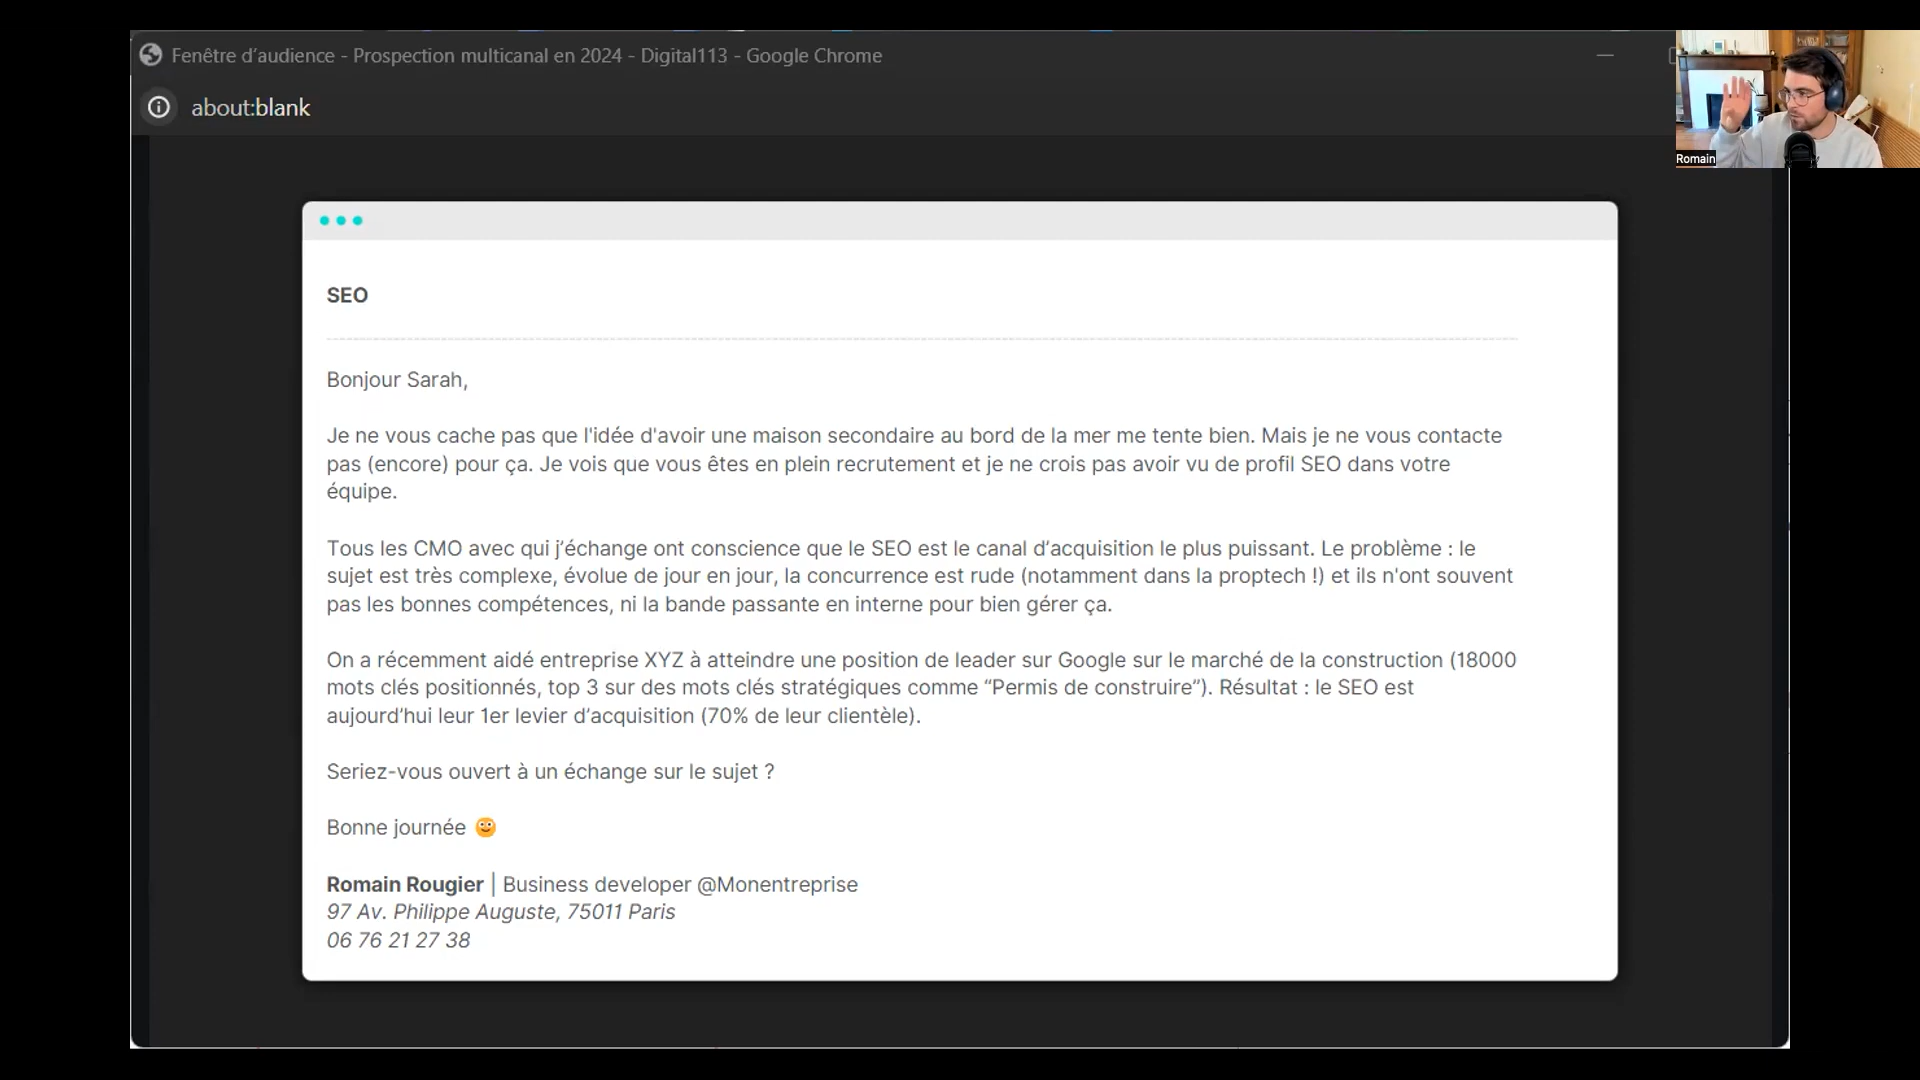 Fenêtre d’audience - Prospection multicanal en 2024 - Digital113 - Google Chrome
about:blank
Romain
SEO
Bonjour Sarah,
Je ne vous cache pas que l'idée d'avoir une maison secondaire au bord de la mer me tente bien. Mais je ne vous contacte
pas (encore) pour ça. Je vois que vous êtes en plein recrutement et je ne crois pas avoir vu de profil SEO dans votre
équipe.
Tous les CMO avec qui j’échange ont conscience que le SEO est le canal d’acquisition le plus puissant. Le problème : le
sujet est très complexe, évolue de jour en jour, la concurrence est rude (notamment dans la proptech !) et ils n'ont souvent
pas les bonnes compétences, ni la bande passante en interne pour bien gérer ça.
On a récemment aidé entreprise XYZ à atteindre une position de leader sur Google sur le marché de la construction (18000
mots clés positionnés, top 3 sur des mots clés stratégiques comme “Permis de construire”). Résultat : le SEO est
aujourd’hui leur 1er levier d’acquisition (70% de leur clientèle).
Seriez-vous ouvert à un échange sur le sujet ?
Bonne journée 🙂
Romain Rougier | Business developer @Monentreprise
97 Av. Philippe Auguste, 75011 Paris
06 76 21 27 38